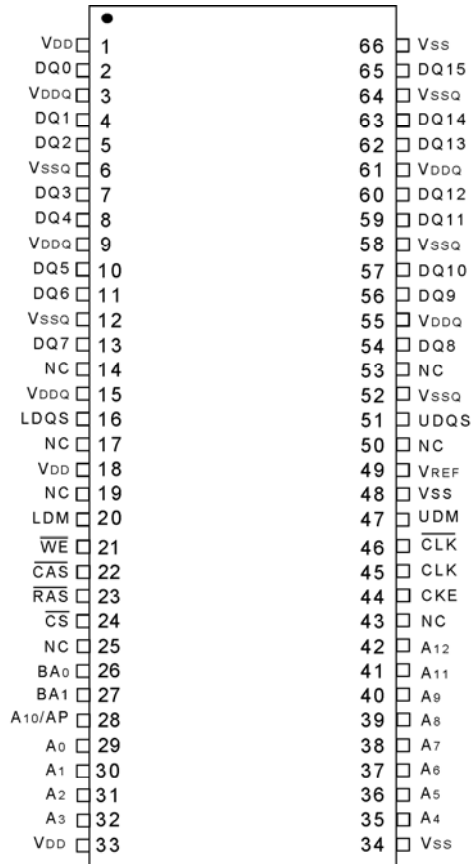 VDD 1 66 VSS
DQ0 2 65 DQ15
VDDQ 3 64 VSSQ
DQ1 4 63 DQ14
DQ2 5 62 DQ13
VSSQ 6 61 VDDQ
DQ3 7 60 DQ12
DQ4 8 59 DQ11
VDDQ 9 58 VSSQ
DQ5 10 57 DQ10
DQ6 11 56 DQ9
VSSQ 12 55 VDDQ
DQ7 13 54 DQ8
NC 14 53 NC
VDDQ 15 52 VSSQ
LDQS 16 51 UDQS
NC 17 50 NC
VDD 18 49 VREF
NC 19 48 VSS
LDM 20 47 UDM
W̅E̅ 21 46 C̅L̅K̅
C̅A̅S̅ 22 45 CLK
R̅A̅S̅ 23 44 CKE
C̅S̅ 24 43 NC
NC 25 42 A12
BA0 26 41 A11
BA1 27 40 A9
A10/AP 28 39 A8
A0 29 38 A7
A1 30 37 A6
A2 31 36 A5
A3 32 35 A4
VDD 33 34 VSS